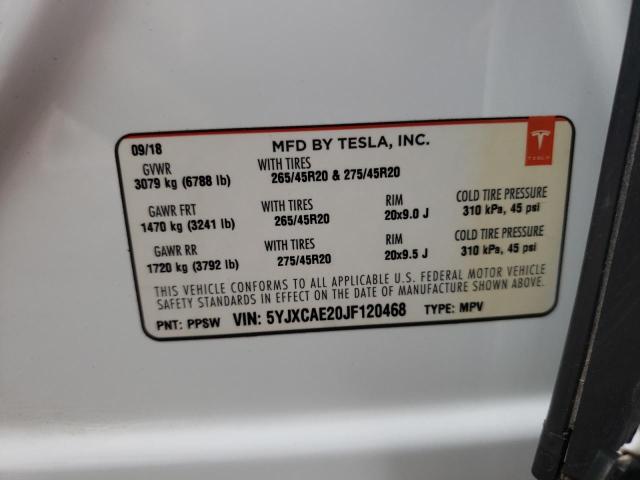 09/18 MFD BY TESLA, INC.
TESLA
GVWR WITH TIRES
3079 kg (6788 lb) 265/45R20 & 275/45R20
GAWR FRT WITH TIRES RIM COLD TIRE PRESSURE
1470 kg (3241 lb) 265/45R20 20x9.0 J 310 kPa, 45 psi
GAWR RR WITH TIRES RIM COLD TIRE PRESSURE
1720 kg (3792 lb) 275/45R20 20x9.5 J 310 kPa, 45 psi
THIS VEHICLE CONFORMS TO ALL APPLICABLE U.S. FEDERAL MOTOR VEHICLE
SAFETY STANDARDS IN EFFECT ON THE DATE OF MANUFACTURE SHOWN ABOVE.
PNT: PPSW VIN: 5YJXCAE20JF120468 TYPE: MPV